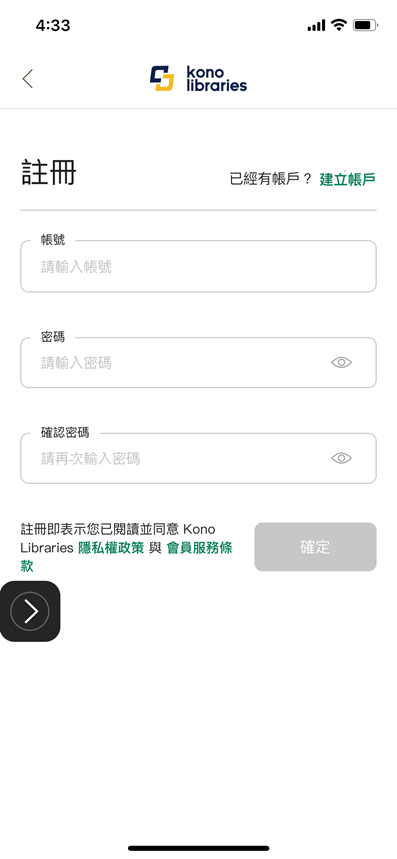 4:33
kono
libraries
註冊
已經有帳戶？ 建立帳戶
帳號
請輸入帳號
密碼
請輸入密碼
確認密碼
請再次輸入密碼
註冊即表示您已閱讀並同意 Kono
Libraries 隱私權政策 與 會員服務條
款
確定